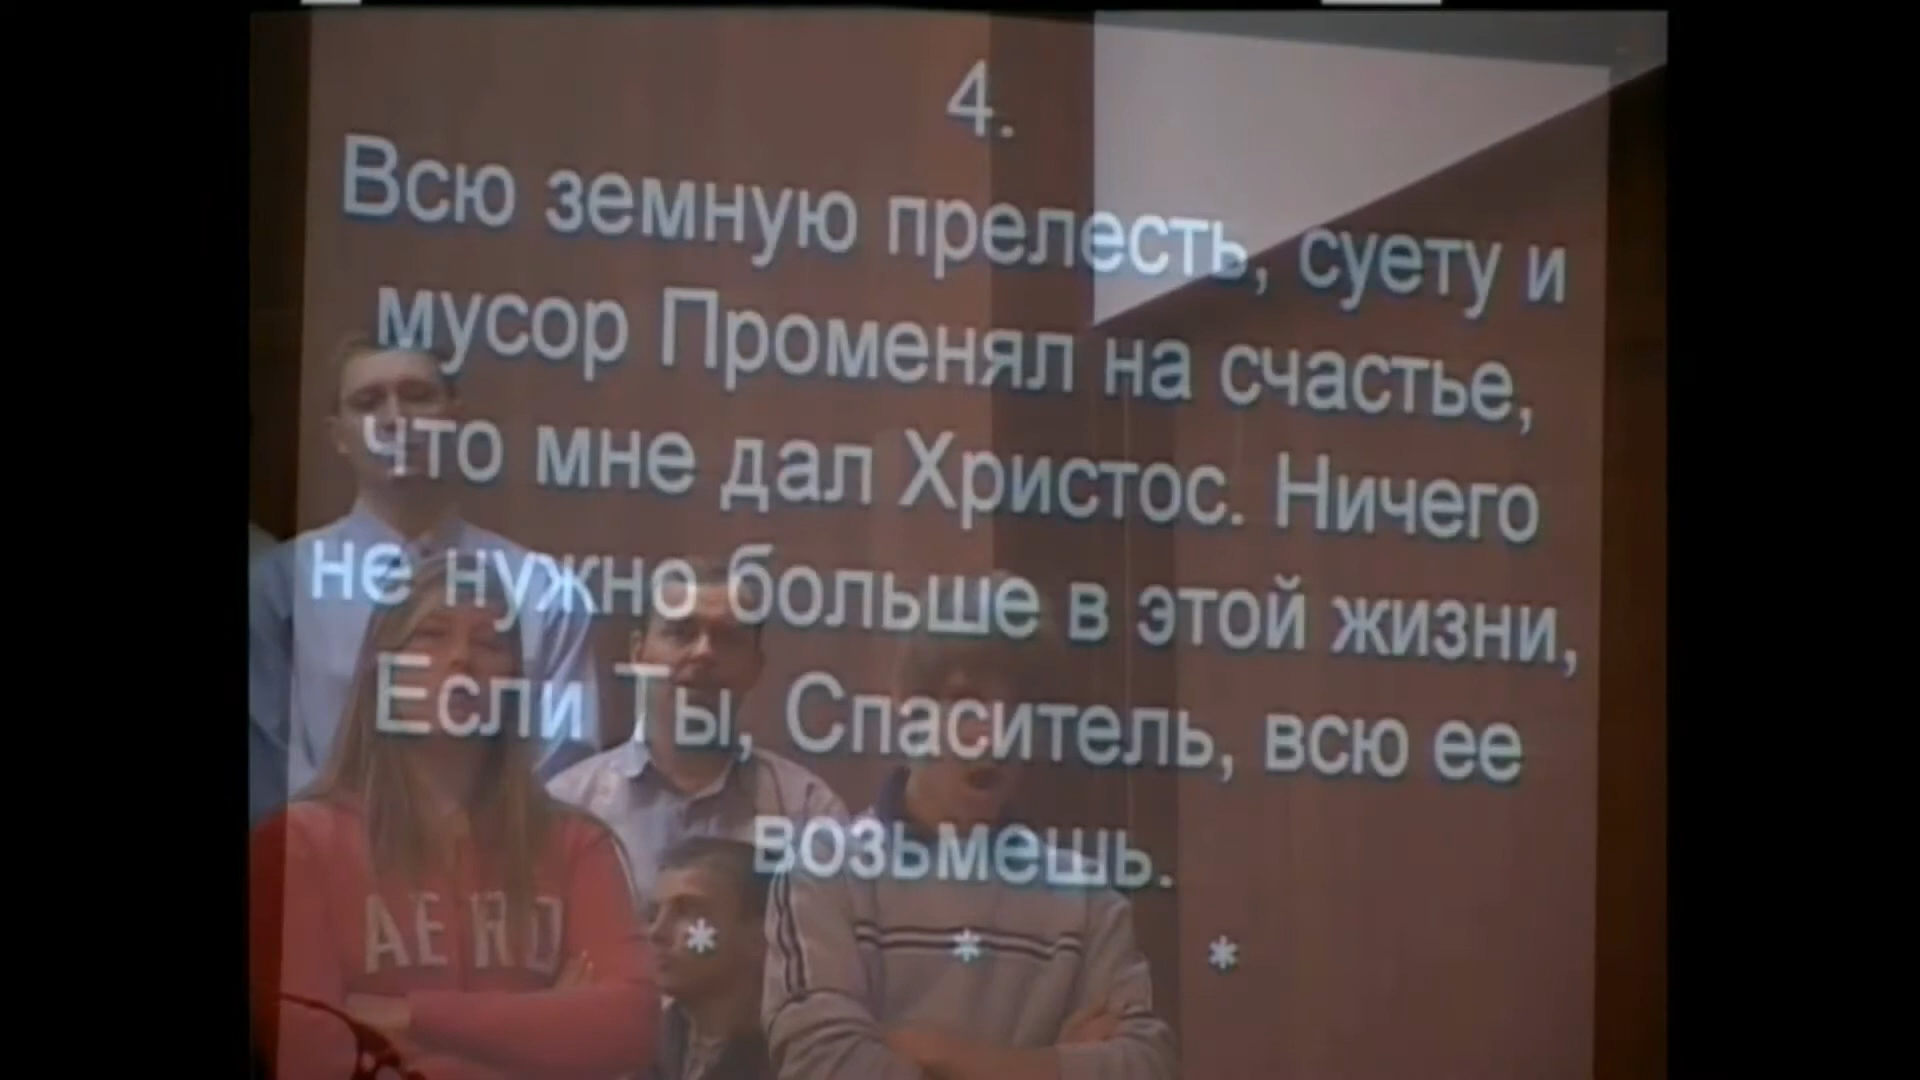 4.
Всю земную прелесть, суету и
мусор Променял на счастье,
что мне дал Христос. Ничего
не нужно больше в этой жизни,
Если Ты, Спаситель, всю ее
возьмешь.
* * *
AERO